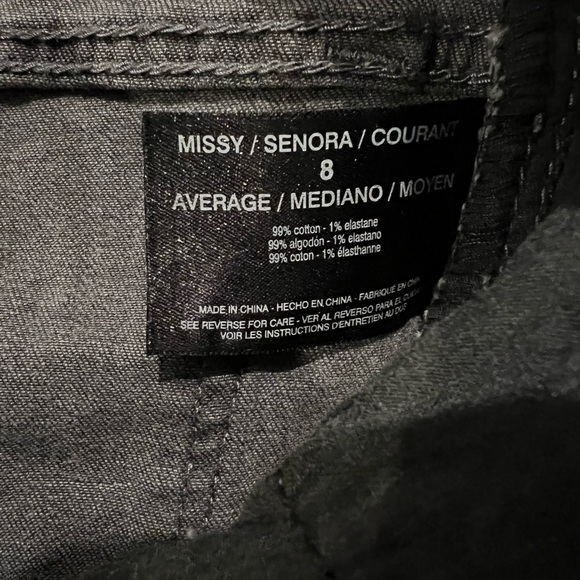 MISSY / SENORA / COURANT
8
AVERAGE / MEDIANO / MOYEN
99% cotton - 1% elastane
99% algodón - 1% elastano
99% coton - 1% élasthanne
MADE IN CHINA - HECHO EN CHINA - FABRIQUÉ EN CHINA
SEE REVERSE FOR CARE - VER AL REVERSO PARA EL
VOIR LES INSTRUCTIONS D'ENTRETIEN AU DOS